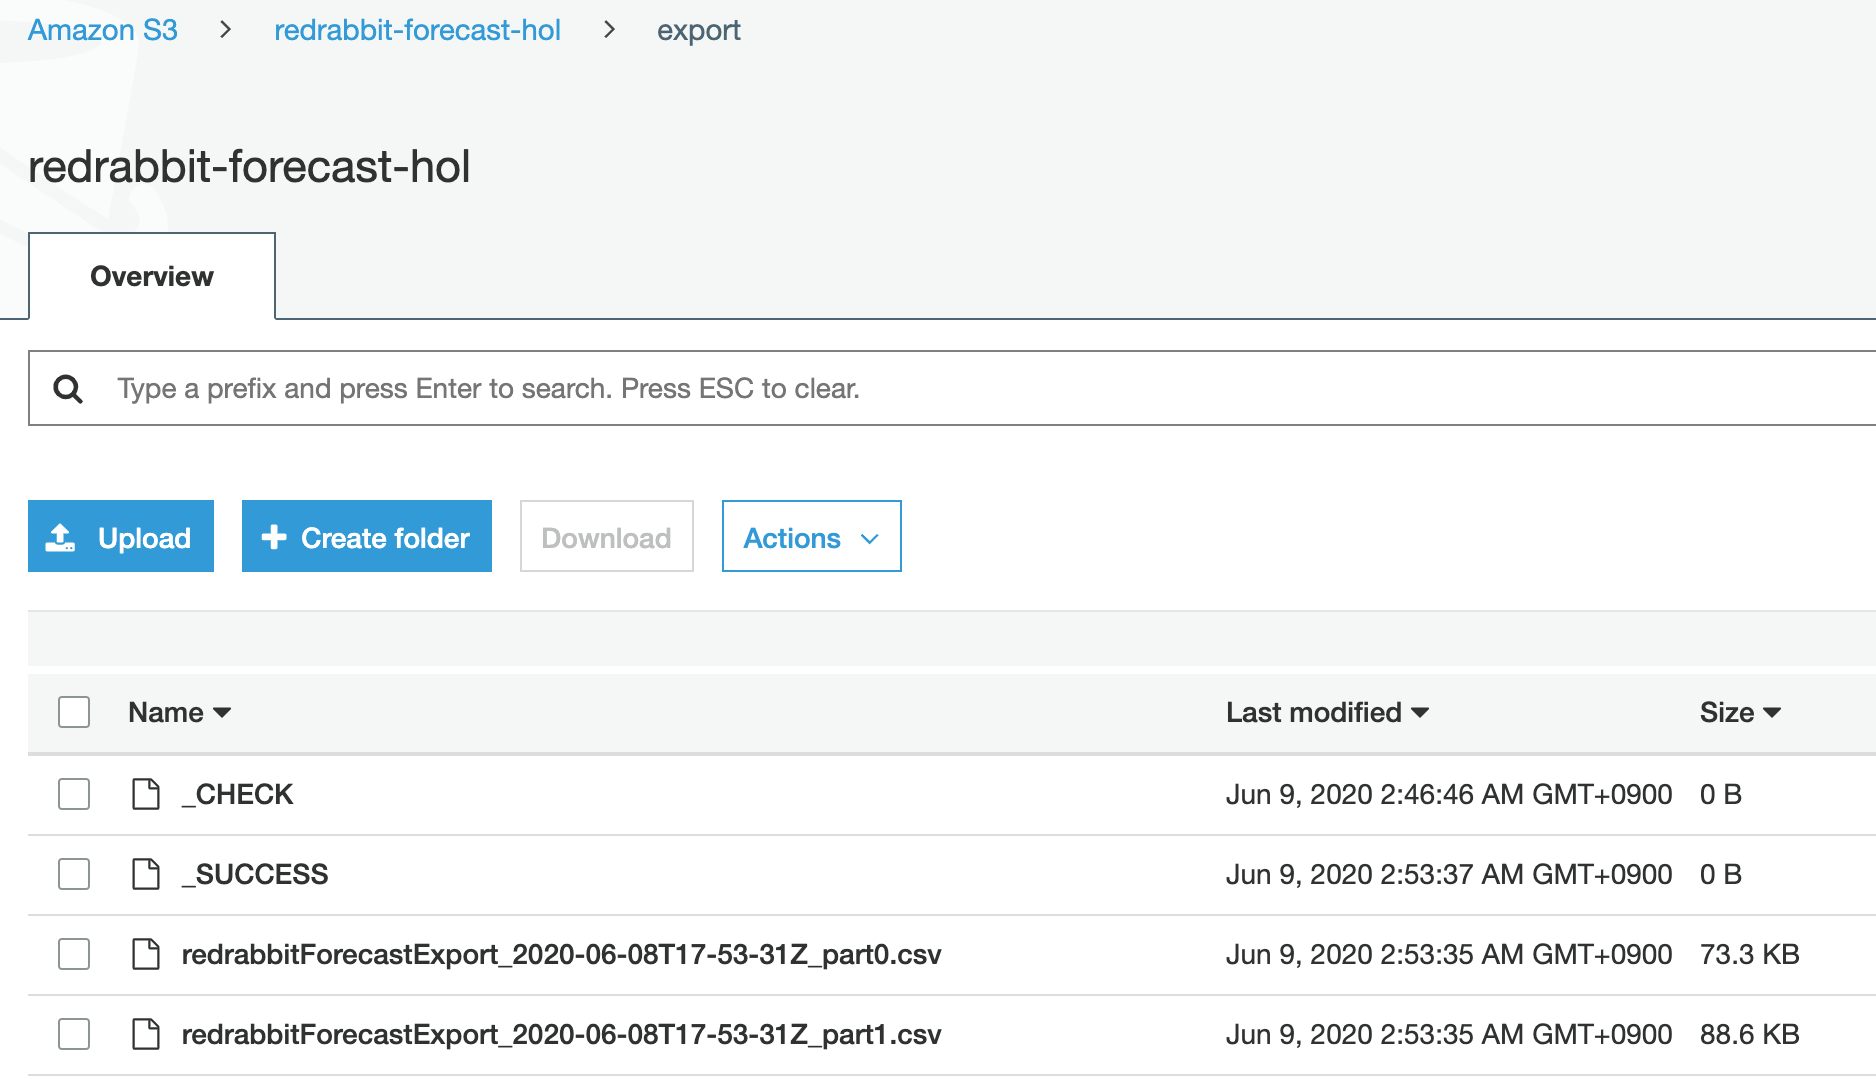 Amazon S3 > redrabbit-forecast-hol > export
redrabbit-forecast-hol
Overview
Type a prefix and press Enter to search. Press ESC to clear.
Upload Create folder Download Actions
Name Last modified Size
_CHECK Jun 9, 2020 2:46:46 AM GMT+0900 0 B
_SUCCESS Jun 9, 2020 2:53:37 AM GMT+0900 0 B
redrabbitForecastExport_2020-06-08T17-53-31Z_part0.csv Jun 9, 2020 2:53:35 AM GMT+0900 73.3 KB
redrabbitForecastExport_2020-06-08T17-53-31Z_part1.csv Jun 9, 2020 2:53:35 AM GMT+0900 88.6 KB